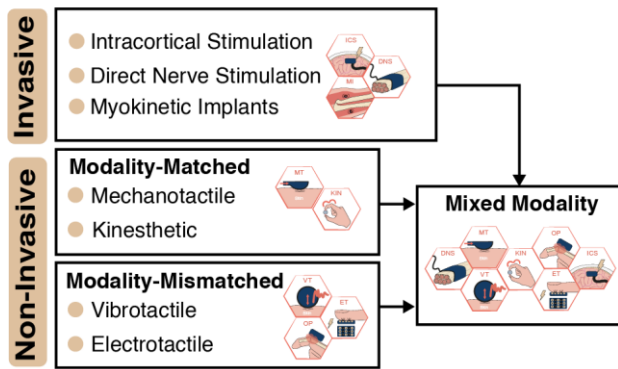 Invasive
Intracortical Stimulation
Direct Nerve Stimulation
Myokinetic Implants
ICS
DNS
MI
Non-Invasive
Modality-Matched
Mechanotactile
Kinesthetic
MT
KIN
Modality-Mismatched
Vibrotactile
Electrotactile
VT
ET
OP
Mixed Modality
DNS
MT
KIN
OP
ICS
VT
ET